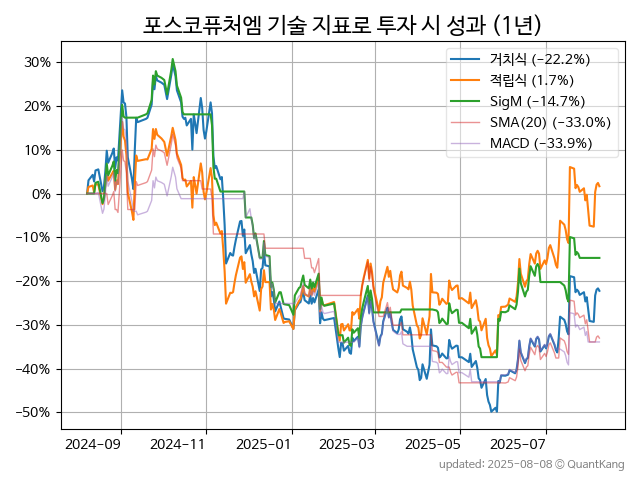 포스코퓨처엠 기술 지표로 투자 시 성과 (1년)
거치식 (−22.2%)
적립식 (1.7%)
SigM (−14.7%)
SMA(20) (−33.0%)
MACD (−33.9%)
30%
20%
10%
0%
−10%
−20%
−30%
−40%
−50%
2024-09 2024-11 2025-01 2025-03 2025-05 2025-07
updated: 2025-08-08 © QuantKang